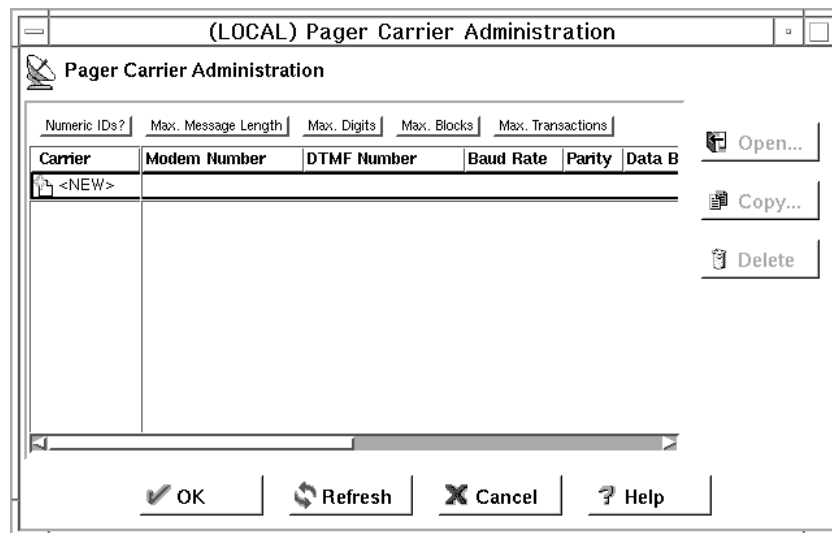 (LOCAL) Pager Carrier Administration
Pager Carrier Administration
Numeric IDs? Max. Message Length Max. Digits Max. Blocks Max. Transactions
Carrier Modem Number DTMF Number Baud Rate Parity Data B
<NEW>
Open...
Copy...
Delete
OK Refresh Cancel Help